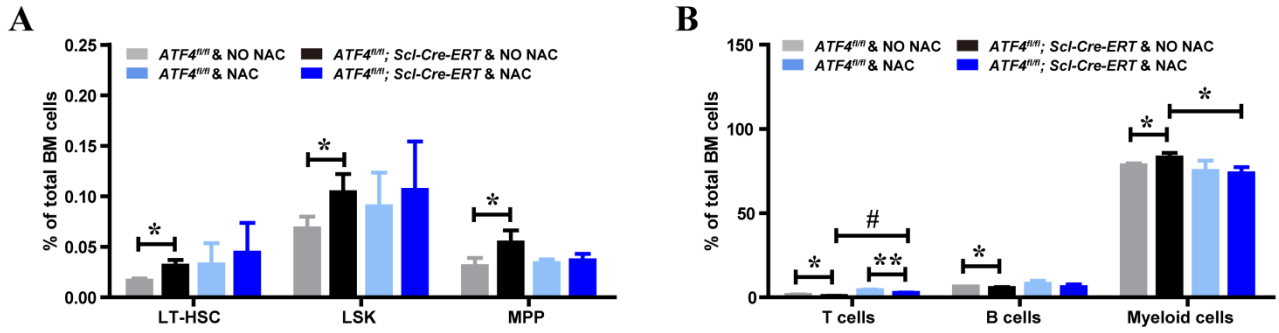 A
% of total BM cells
0.25
0.20
0.15
0.10
0.05
0.00
ATF4fl/fl & NO NAC
ATF4fl/fl & NAC
ATF4fl/fl; Scl-Cre-ERT & NO NAC
ATF4fl/fl; Scl-Cre-ERT & NAC
*
*
*
LT-HSC
LSK
MPP
B
% of total BM cells
150
100
50
0
ATF4fl/fl & NO NAC
ATF4fl/fl & NAC
ATF4fl/fl; Scl-Cre-ERT & NO NAC
ATF4fl/fl; Scl-Cre-ERT & NAC
*
**
#
*
*
*
T cells
B cells
Myeloid cells